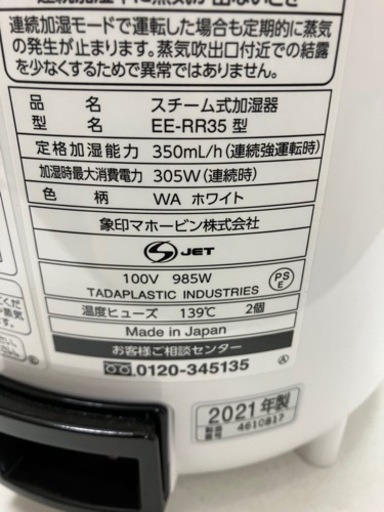 連続加湿モードで運転した場合も定期的に蒸気
の発生が止まります。蒸気吹出口付近での結露
を少なくするためで異常ではありません。
品 名 スチーム式加湿器
型 名 EE-RR35 型
定格加湿能力 350mL/h(連続強運転時)
加湿時最大消費電力 305W(連続時)
色 柄 WA ホワイト
象印マホービン株式会社
S JET
100V 985W
PS E
TADAPLASTIC INDUSTRIES
温度ヒューズ 139℃ 2個
Made in Japan
お客様ご相談センター
0120-345135
Ⓐ
2021年製
製造番号 4610817